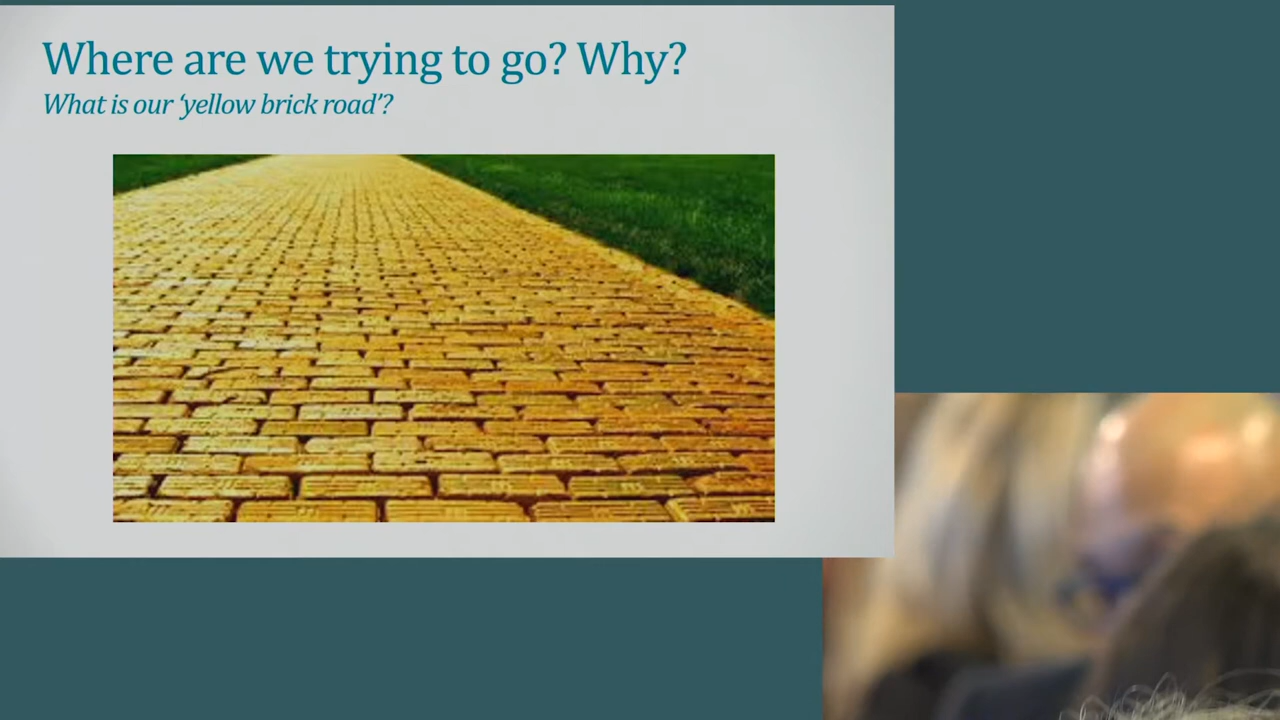 Where are we trying to go? Why?
What is our ‘yellow brick road’?